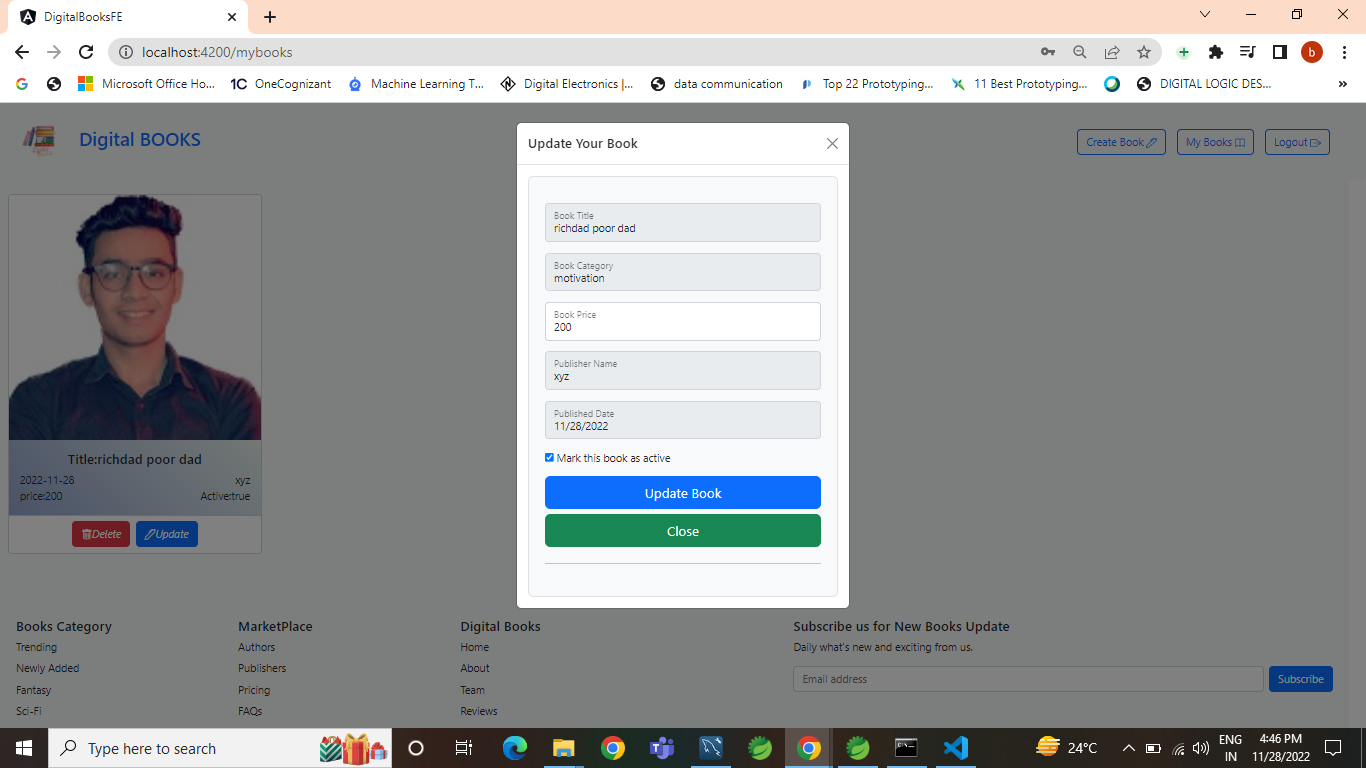 DigitalBooksFE
localhost:4200/mybooks
b
G
Microsoft Office Ho...
1C OneCognizant
Machine Learning T...
Digital Electronics |...
data communication
Top 22 Prototyping...
11 Best Prototyping...
DIGITAL LOGIC DES...
»
Digital BOOKS
Create Book
My Books
Logout
Update Your Book
Book Title
richdad poor dad
Book Category
motivation
Book Price
200
Publisher Name
xyz
Published Date
11/28/2022
Mark this book as active
Update Book
Close
Title:richdad poor dad
2022-11-28 xyz
price:200 Active:true
Delete
Update
Books Category
Trending
Newly Added
Fantasy
Sci-Fi
MarketPlace
Authors
Publishers
Pricing
FAQs
Digital Books
Home
About
Team
Reviews
Subscribe us for New Books Update
Daily what's new and exciting from us.
Email address
Subscribe
Type here to search
24°C
ENG
IN
4:46 PM
11/28/2022